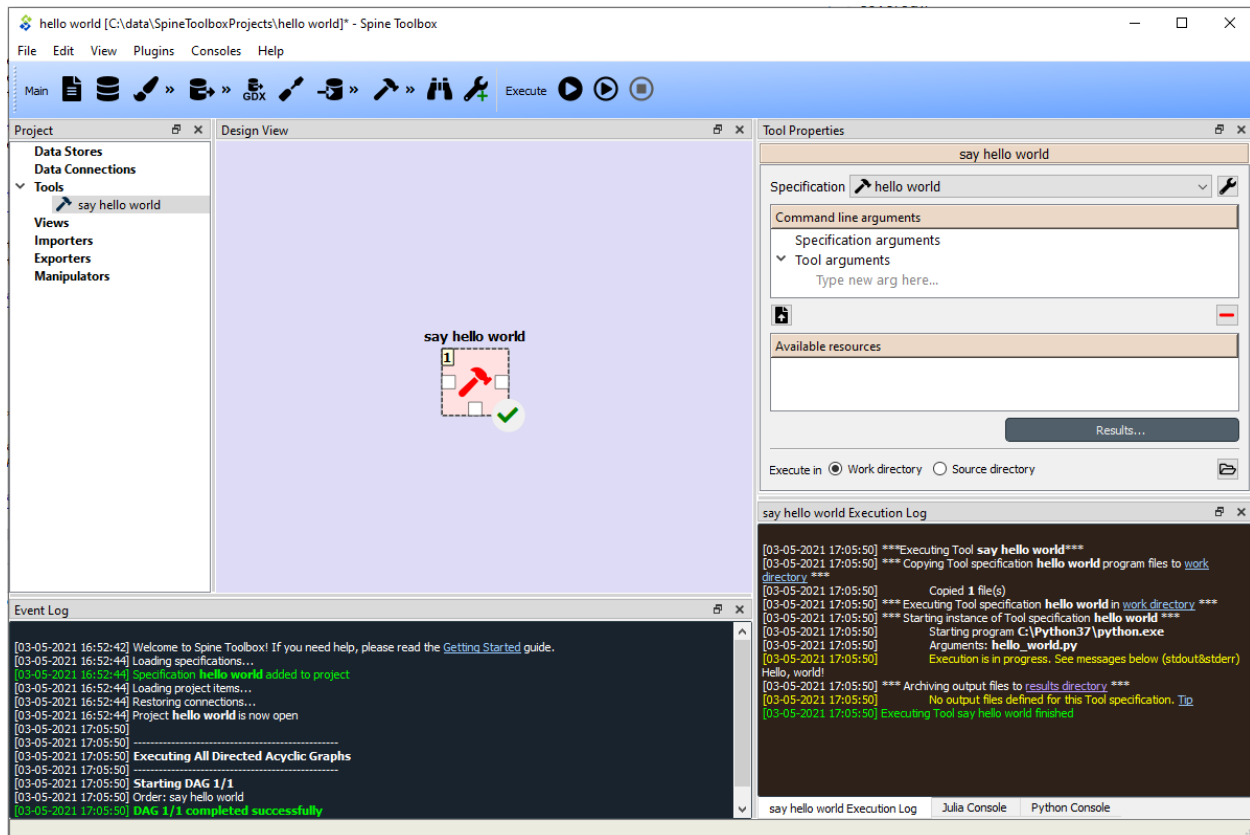 hello world [C:\data\SpineToolboxProjects\hello world]* - Spine Toolbox
File Edit View Plugins Consoles Help
Main GDX Execute
Project
Data Stores
Data Connections
Tools
say hello world
Views
Importers
Exporters
Manipulators
Design View
say hello world
1
Tool Properties
say hello world
Specification hello world
Command line arguments
Specification arguments
Tool arguments
Type new arg here...
Available resources
Results...
Execute in Work directory Source directory
Event Log
[03-05-2021 16:52:42] Welcome to Spine Toolbox! If you need help, please read the Getting Started guide.
[03-05-2021 16:52:44] Loading specifications...
[03-05-2021 16:52:44] Specification hello world added to project
[03-05-2021 16:52:44] Loading project items...
[03-05-2021 16:52:44] Restoring connections...
[03-05-2021 16:52:44] Project hello world is now open
[03-05-2021 17:05:50]
[03-05-2021 17:05:50] --------------------------------------------------
[03-05-2021 17:05:50] Executing All Directed Acyclic Graphs
[03-05-2021 17:05:50] --------------------------------------------------
[03-05-2021 17:05:50] Starting DAG 1/1
[03-05-2021 17:05:50] Order: say hello world
[03-05-2021 17:05:50] DAG 1/1 completed successfully
say hello world Execution Log
[03-05-2021 17:05:50] ***Executing Tool say hello world***
[03-05-2021 17:05:50] *** Copying Tool specification hello world program files to work
directory ***
[03-05-2021 17:05:50] Copied 1 file(s)
[03-05-2021 17:05:50] *** Executing Tool specification hello world in work directory ***
[03-05-2021 17:05:50] *** Starting instance of Tool specification hello world ***
[03-05-2021 17:05:50] Starting program C:\Python37\python.exe
[03-05-2021 17:05:50] Arguments: hello_world.py
[03-05-2021 17:05:50] Execution is in progress. See messages below (stdout&stderr)
Hello, world!
[03-05-2021 17:05:50] *** Archiving output files to results directory ***
[03-05-2021 17:05:50] No output files defined for this Tool specification. Tip
[03-05-2021 17:05:50] Executing Tool say hello world finished
say hello world Execution Log Julia Console Python Console